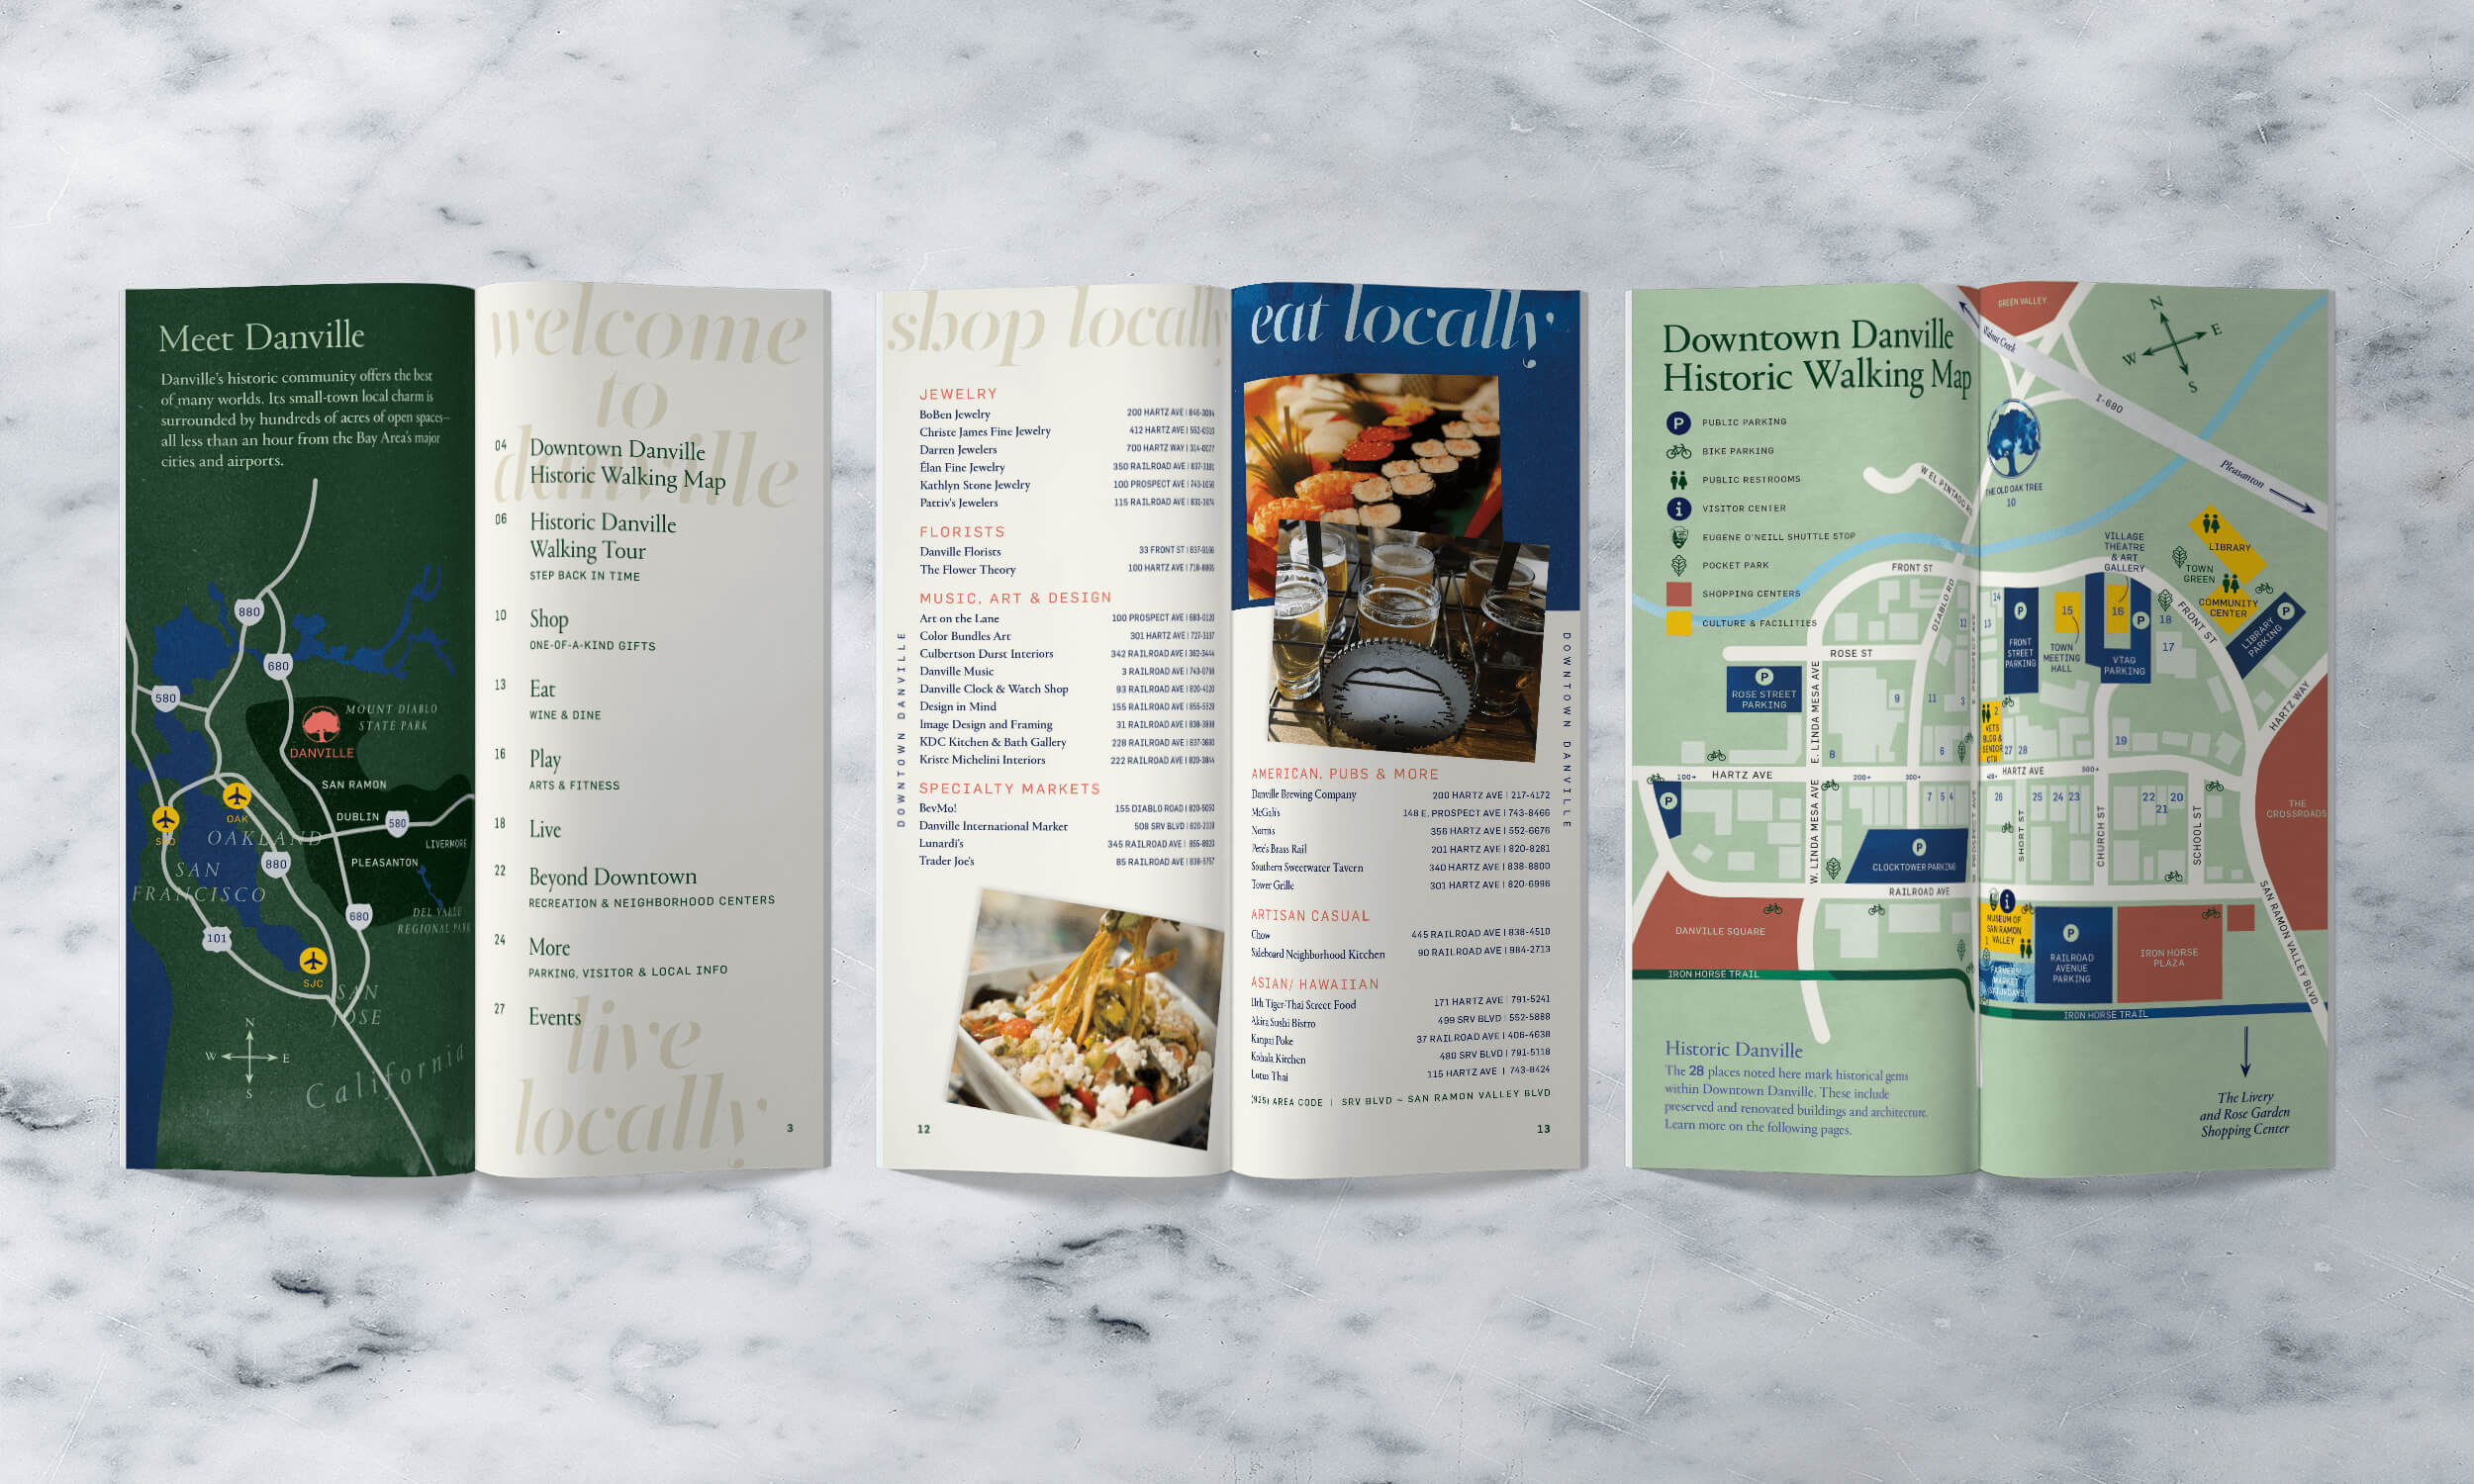 Meet Danville
Danville's historic community offers the best
of many worlds. Its small-town local charm is
surrounded by hundreds of acres of open spaces—
all less than an hour from the Bay Area's major
cities and airports.
880
680
580
MOUNT DIABLO
STATE PARK
DANVILLE
SAN RAMON
OAK
SFO
DUBLIN
580
OAKLAND
LIVERMORE
880
PLEASANTON
SAN
FRANCISCO
680
DEL VALLE
REGIONAL PARK
101
SJC
SAN
JOSE
N
W
E
S
California
welcome
to
danville
04
Downtown Danville
Historic Walking Map
06
Historic Danville
Walking Tour
STEP BACK IN TIME
10
Shop
ONE-OF-A-KIND GIFTS
13
Eat
WINE & DINE
16
Play
ARTS & FITNESS
18
Live
22
Beyond Downtown
RECREATION & NEIGHBORHOOD CENTERS
24
More
PARKING, VISITOR & LOCAL INFO
27
Events
live
locally
3
shop locally
JEWELRY
BoBen Jewelry 200 HARTZ AVE |
Christe James Fine Jewelry 412 HARTZ AVE |
Darren Jewelers 700 HARTZ WAY |
Élan Fine Jewelry 350 RAILROAD AVE |
Kathlyn Stone Jewelry 100 PROSPECT AVE |
Pattiv's Jewelers 115 RAILROAD AVE |
FLORISTS
Danville Florists 33 FRONT ST |
The Flower Theory 100 HARTZ AVE |
MUSIC, ART & DESIGN
Art on the Lane 100 PROSPECT AVE |
Color Bundles Art 301 HARTZ AVE |
Culbertson Durst Interiors 342 RAILROAD AVE |
Danville Music 3 RAILROAD AVE |
Danville Clock & Watch Shop 93 RAILROAD AVE |
Design in Mind 155 RAILROAD AVE |
Image Design and Framing 31 RAILROAD AVE |
KDC Kitchen & Bath Gallery 228 RAILROAD AVE |
Kriste Michelini Interiors 222 RAILROAD AVE |
SPECIALTY MARKETS
BevMo! 155 DIABLO ROAD |
Danville International Market 508 SRV BLVD |
Lunardi's 345 RAILROAD AVE |
Trader Joe's 85 RAILROAD AVE |
DOWNTOWN DANVILLE
12
eat locally
AMERICAN, PUBS & MORE
Danville Brewing Company 200 HARTZ AVE | 217-4172
McGah's 148 E. PROSPECT AVE | 743-8466
Norm's 356 HARTZ AVE | 552-6676
Pete's Brass Rail 201 HARTZ AVE | 820-8281
Southern Sweetwater Tavern 340 HARTZ AVE | 838-8800
Tower Grille 301 HARTZ AVE | 820-6996
ARTISAN CASUAL
Chow 445 RAILROAD AVE | 838-4510
Sideboard Neighborhood Kitchen 90 RAILROAD AVE | 984-2713
ASIAN/ HAWAIIAN
Tiger-Thai Street Food 171 HARTZ AVE | 791-5241
Akira Sushi Bistro 499 SRV BLVD | 552-5888
Kanpai Poke 37 RAILROAD AVE | 406-4638
Kohala Kitchen 480 SRV BLVD | 791-5118
Lotus Thai 115 HARTZ AVE | 743-8424
(925) AREA CODE | SRV BLVD ~ SAN RAMON VALLEY BLVD
DOWNTOWN DANVILLE
13
Downtown Danville
Historic Walking Map
P PUBLIC PARKING
BIKE PARKING
PUBLIC RESTROOMS
i VISITOR CENTER
EUGENE O'NEILL SHUTTLE STOP
POCKET PARK
SHOPPING CENTERS
CULTURE & FACILITIES
GREEN VALLEY
Walnut Creek
I-680
Pleasanton
N
E
W
S
THE OLD OAK TREE
10
W EL PINTADO RD
FRONT ST
DIABLO RD
ROSE ST
P
ROSE STREET
PARKING
E. LINDA MESA AVE
W. LINDA MESA AVE
VILLAGE
THEATRE
& ART
GALLERY
LIBRARY
TOWN
GREEN
COMMUNITY
CENTER
P
LIBRARY
PARKING
FRONT ST
14
P
FRONT
STREET
PARKING
15
TOWN
MEETING
HALL
16
P
VTAG
PARKING
18
17
12
13
9
11
3
2
VETS
BLDG &
SENIOR
CTR
27 28
6
8
19
HARTZ WAY
100+
HARTZ AVE
200+
300+
HARTZ AVE
P
7 5 4
26
25 24 23
22
21
20
THE
CROSSROADS
SHORT ST
CHURCH ST
SCHOOL ST
P
CLOCKTOWER PARKING
RAILROAD AVE
DANVILLE SQUARE
i
MUSEUM OF
SAN RAMON
VALLEY
1
FARMERS'
MARKET
(SATURDAYS)
P
RAILROAD
AVENUE
PARKING
IRON HORSE
PLAZA
SAN RAMON VALLEY BLVD
IRON HORSE TRAIL
IRON HORSE TRAIL
Historic Danville
The 28 places noted here mark historical gems
within Downtown Danville. These include
preserved and renovated buildings and architecture.
Learn more on the following pages.
The Livery
and Rose Garden
Shopping Center